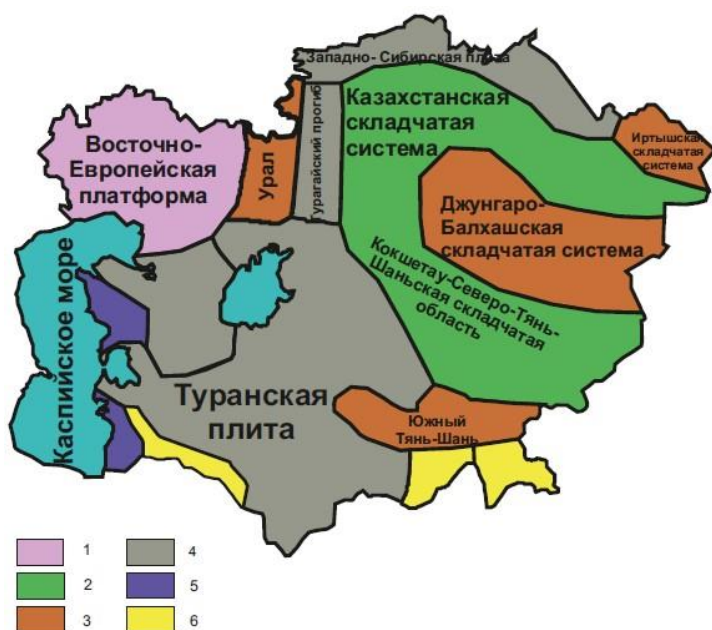 Западно- Сибирская плита
Казахстанская
складчатая
система
Иртышская
складчатая
система
Турагайский прогиб
Урал
Восточно-
Европейская
платформа
Джунгаро-
Балхашская
складчатая система
Кокшетау-Северо-Тянь-
Шаньская складчатая
область
Каспийское море
Туранская
плита
Южный
Тянь-Шань
1
2
3
4
5
6